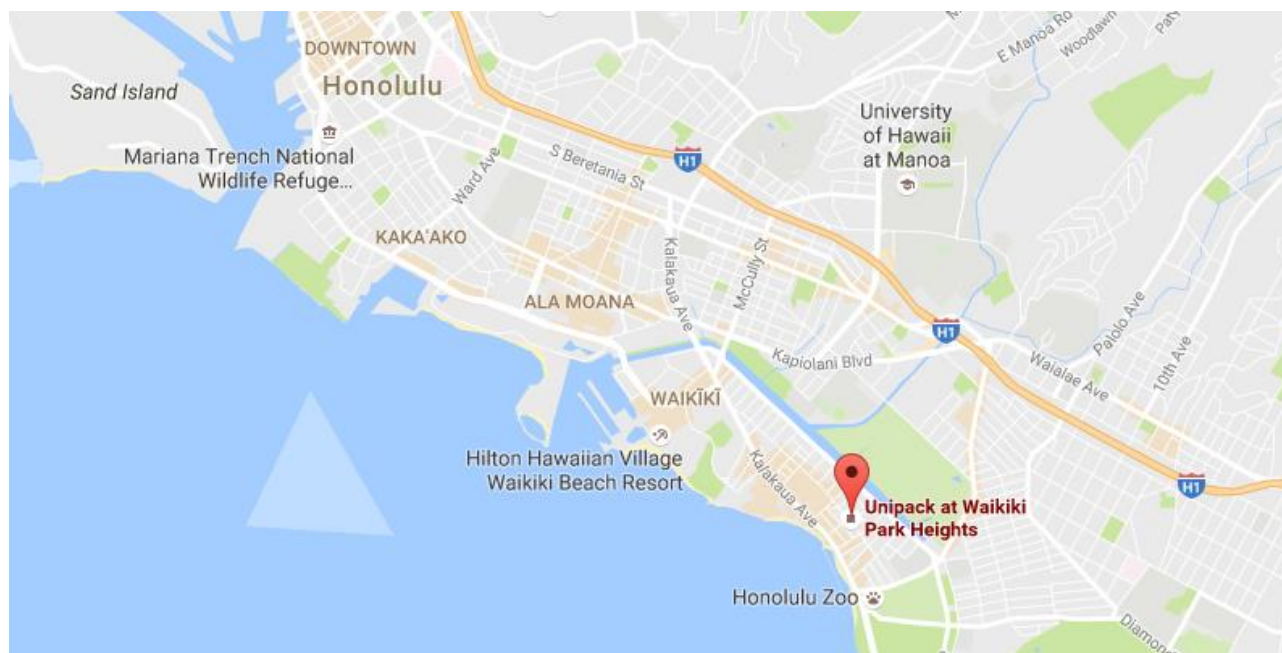 DOWNTOWN
Honolulu
Sand Island
Mariana Trench National
Wildlife Refuge...
Ward Ave
S Beretania St
H1
University
of Hawaii
at Manoa
E Manoa Rd
Woodlawn
KAKA'AKO
ALA MOANA
Kalakaua Ave
McCully St
Kapiolani Blvd
H1
Waialae Ave
Palolo Ave
10th Ave
WAIKĪKĪ
Hilton Hawaiian Village
Waikiki Beach Resort
Kalakaua Ave
Unipack at Waikiki
Park Heights
H1
Honolulu Zoo
Diamon